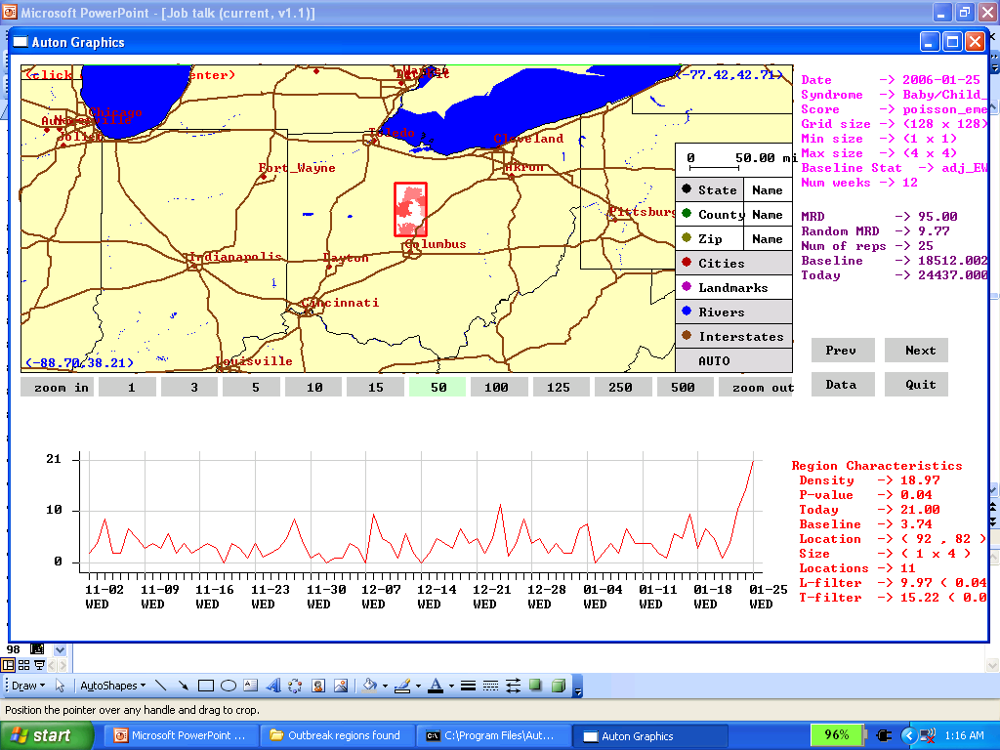 Microsoft PowerPoint - [Job talk (current, v1.1)]
Auton Graphics
(click
enter)
(-77.42,42.71)
Chicago
Joliet
Toledo
Cleveland
Akron
Fort_Wayne
Pittsburg
Columbus
Indianapolis
Dayton
Cincinnati
Louisville
(-88.70,38.21)
0 50.00 mi
State Name
County Name
Zip Name
Cities
Landmarks
Rivers
Interstates
AUTO
Date -> 2006-01-25
Syndrome -> Baby/Child_
Score -> poisson_eme
Grid size -> (128 x 128)
Min size -> (1 x 1)
Max size -> (4 x 4)
Baseline Stat -> adj_EW
Num weeks -> 12
MRD -> 95.00
Random MRD -> 9.77
Num of reps -> 25
Baseline -> 18512.002
Today -> 24437.000
Prev Next
Data Quit
zoom in 1 3 5 10 15 50 100 125 250 500 zoom out
21
10
0
11-02 11-09 11-16 11-23 11-30 12-07 12-14 12-21 12-28 01-04 01-11 01-18 01-25
WED WED WED WED WED WED WED WED WED WED WED WED WED
Region Characteristics
Density -> 18.97
P-value -> 0.04
Today -> 21.00
Baseline -> 3.74
Location -> ( 92 , 82 )
Size -> ( 1 x 4 )
Locations -> 11
L-filter -> 9.97 ( 0.04
T-filter -> 15.22 ( 0.0
98
Draw AutoShapes
Position the pointer over any handle and drag to crop.
start Microsoft PowerPoint ... Outbreak regions found C:\Program Files\Aut... Auton Graphics 96% 1:16 AM